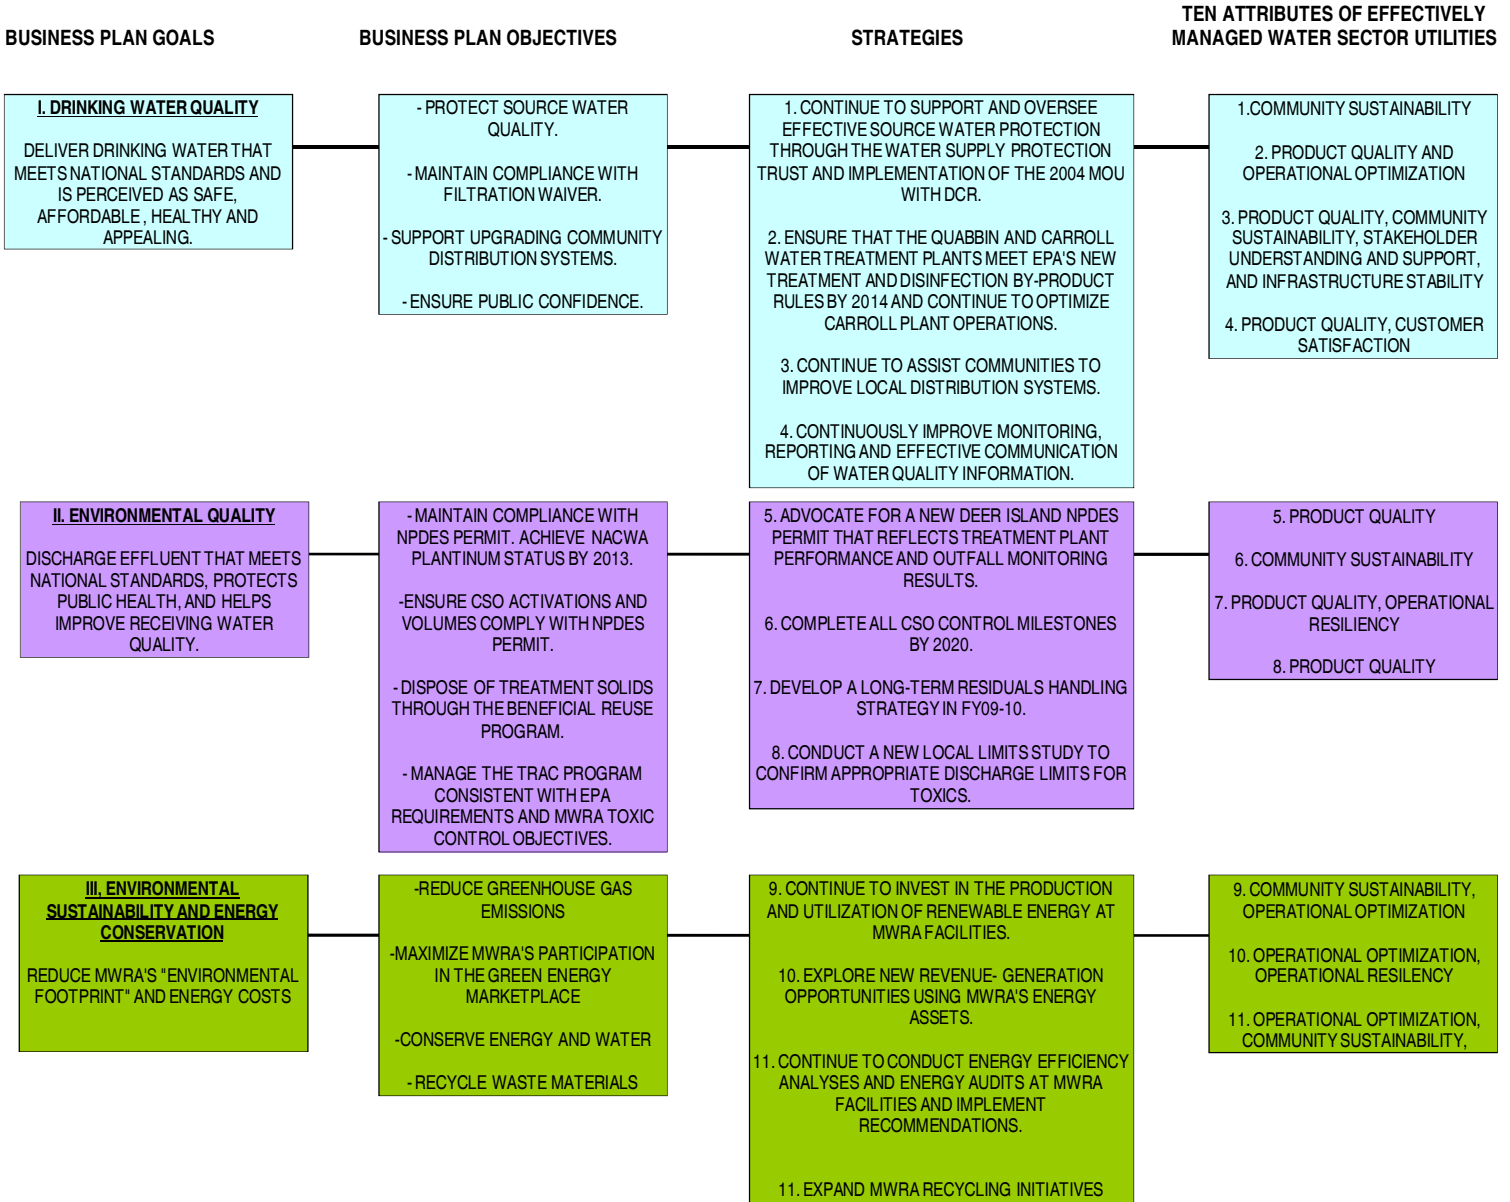 BUSINESS PLAN GOALS
BUSINESS PLAN OBJECTIVES
STRATEGIES
TEN ATTRIBUTES OF EFFECTIVELY
MANAGED WATER SECTOR UTILITIES
I. DRINKING WATER QUALITY
DELIVER DRINKING WATER THAT
MEETS NATIONAL STANDARDS AND
IS PERCEIVED AS SAFE,
AFFORDABLE, HEALTHY AND
APPEALING.
- PROTECT SOURCE WATER
QUALITY.
- MAINTAIN COMPLIANCE WITH
FILTRATION WAIVER.
- SUPPORT UPGRADING COMMUNITY
DISTRIBUTION SYSTEMS.
- ENSURE PUBLIC CONFIDENCE.
1. CONTINUE TO SUPPORT AND OVERSEE
EFFECTIVE SOURCE WATER PROTECTION
THROUGH THE WATER SUPPLY PROTECTION
TRUST AND IMPLEMENTATION OF THE 2004 MOU
WITH DCR.
2. ENSURE THAT THE QUABBIN AND CARROLL
WATER TREATMENT PLANTS MEET EPA'S NEW
TREATMENT AND DISINFECTION BY-PRODUCT
RULES BY 2014 AND CONTINUE TO OPTIMIZE
CARROLL PLANT OPERATIONS.
3. CONTINUE TO ASSIST COMMUNITIES TO
IMPROVE LOCAL DISTRIBUTION SYSTEMS.
4. CONTINUOUSLY IMPROVE MONITORING,
REPORTING AND EFFECTIVE COMMUNICATION
OF WATER QUALITY INFORMATION.
1.COMMUNITY SUSTAINABILITY
2. PRODUCT QUALITY AND
OPERATIONAL OPTIMIZATION
3. PRODUCT QUALITY, COMMUNITY
SUSTAINABILITY, STAKEHOLDER
UNDERSTANDING AND SUPPORT,
AND INFRASTRUCTURE STABILITY
4. PRODUCT QUALITY, CUSTOMER
SATISFACTION
II. ENVIRONMENTAL QUALITY
DISCHARGE EFFLUENT THAT MEETS
NATIONAL STANDARDS, PROTECTS
PUBLIC HEALTH, AND HELPS
IMPROVE RECEIVING WATER
QUALITY.
- MAINTAIN COMPLIANCE WITH
NPDES PERMIT. ACHIEVE NACWA
PLANTINUM STATUS BY 2013.
-ENSURE CSO ACTIVATIONS AND
VOLUMES COMPLY WITH NPDES
PERMIT.
- DISPOSE OF TREATMENT SOLIDS
THROUGH THE BENEFICIAL REUSE
PROGRAM.
- MANAGE THE TRAC PROGRAM
CONSISTENT WITH EPA
REQUIREMENTS AND MWRA TOXIC
CONTROL OBJECTIVES.
5. ADVOCATE FOR A NEW DEER ISLAND NPDES
PERMIT THAT REFLECTS TREATMENT PLANT
PERFORMANCE AND OUTFALL MONITORING
RESULTS.
6. COMPLETE ALL CSO CONTROL MILESTONES
BY 2020.
7. DEVELOP A LONG-TERM RESIDUALS HANDLING
STRATEGY IN FY09-10.
8. CONDUCT A NEW LOCAL LIMITS STUDY TO
CONFIRM APPROPRIATE DISCHARGE LIMITS FOR
TOXICS.
5. PRODUCT QUALITY
6. COMMUNITY SUSTAINABILITY
7. PRODUCT QUALITY, OPERATIONAL
RESILIENCY
8. PRODUCT QUALITY
III, ENVIRONMENTAL
SUSTAINABILITY AND ENERGY
CONSERVATION
REDUCE MWRA'S "ENVIRONMENTAL
FOOTPRINT" AND ENERGY COSTS
-REDUCE GREENHOUSE GAS
EMISSIONS
-MAXIMIZE MWRA'S PARTICIPATION
IN THE GREEN ENERGY
MARKETPLACE
-CONSERVE ENERGY AND WATER
- RECYCLE WASTE MATERIALS
9. CONTINUE TO INVEST IN THE PRODUCTION
AND UTILIZATION OF RENEWABLE ENERGY AT
MWRA FACILITIES.
10. EXPLORE NEW REVENUE- GENERATION
OPPORTUNITIES USING MWRA'S ENERGY
ASSETS.
11. CONTINUE TO CONDUCT ENERGY EFFICIENCY
ANALYSES AND ENERGY AUDITS AT MWRA
FACILITIES AND IMPLEMENT
RECOMMENDATIONS.
11. EXPAND MWRA RECYCLING INITIATIVES
9. COMMUNITY SUSTAINABILITY,
OPERATIONAL OPTIMIZATION
10. OPERATIONAL OPTIMIZATION,
OPERATIONAL RESILENCY
11. OPERATIONAL OPTIMIZATION,
COMMUNITY SUSTAINABILITY,